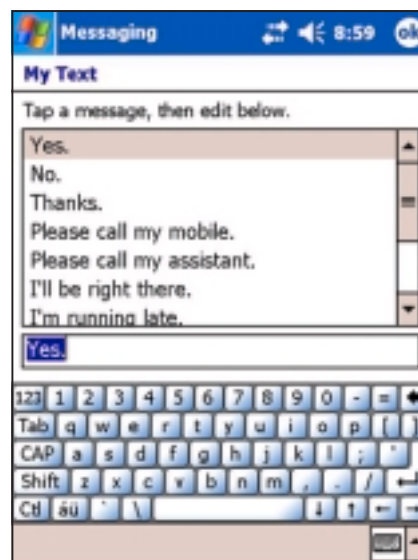 Messaging 8:59 ok
My Text
Tap a message, then edit below.
Yes.
No.
Thanks.
Please call my mobile.
Please call my assistant.
I'll be right there.
I'm running late.
Yes.
123 1 2 3 4 5 6 7 8 9 0 - =
Tab q w e r t y u i o p [ ]
CAP a s d f g h j k l ; '
Shift z x c v b n m , . /
Ctl áü ` \